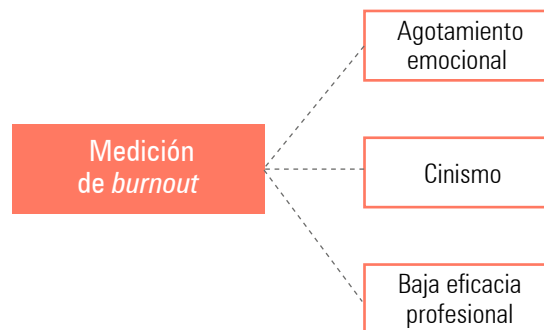 Agotamiento
emocional
Medición
de burnout
Cinismo
Baja eficacia
profesional